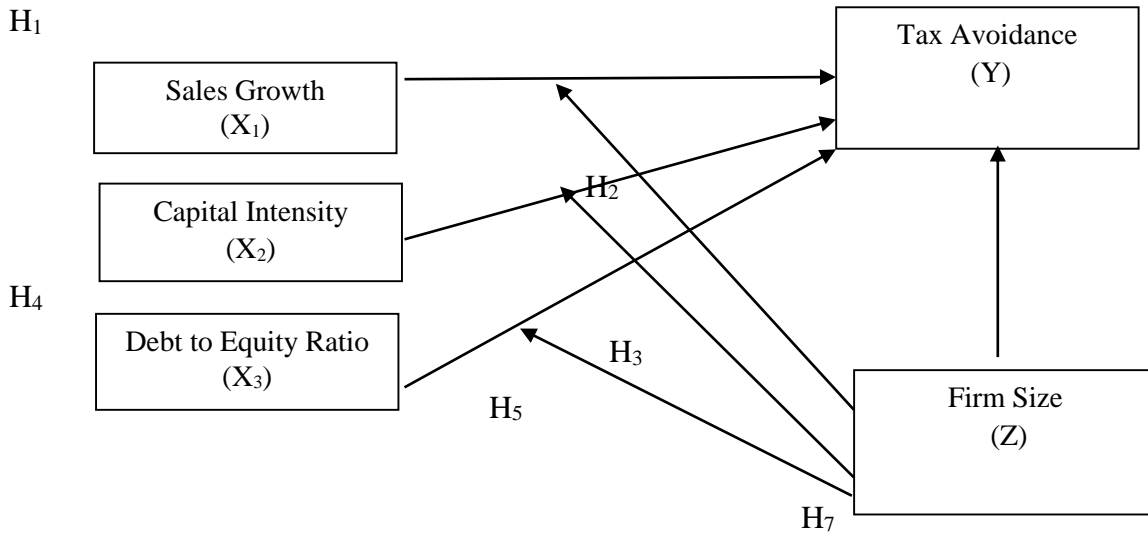 H₁
Tax Avoidance
(Y)
Sales Growth
(X₁)
H₂
Capital Intensity
(X₂)
H₄
Debt to Equity Ratio
(X₃)
H₃
H₅
Firm Size
(Z)
H₇